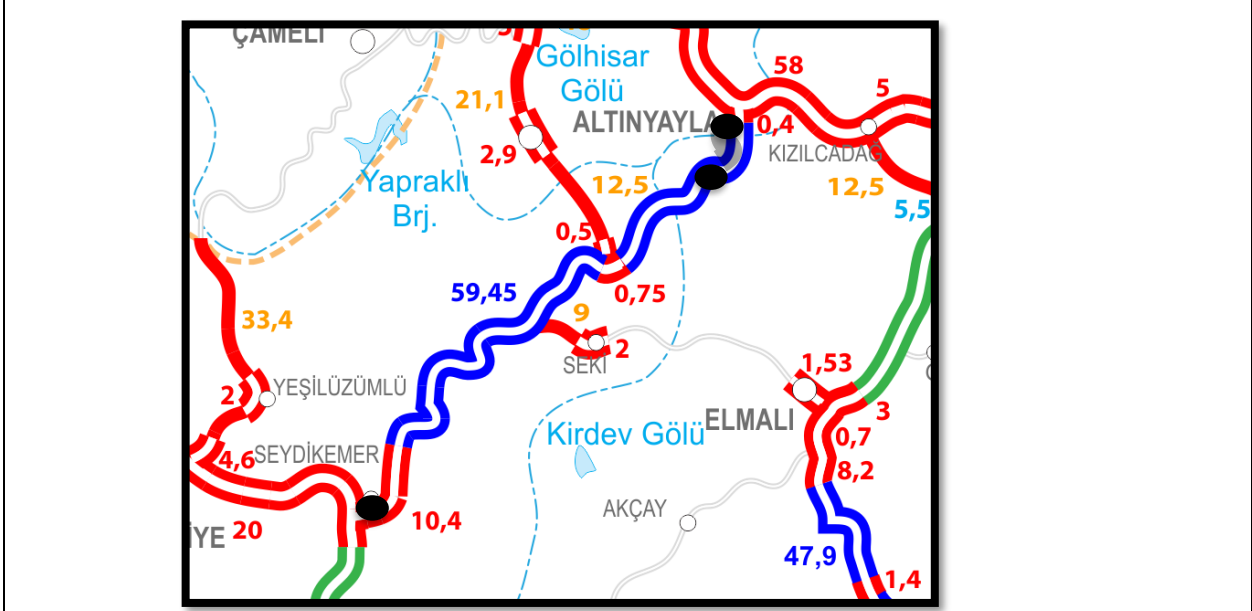 ÇAMELİ
Gölhisar
Gölü
58
5
21,1
ALTINYAYLA
0,4
2,9
KIZILCADAĞ
Yapraklı
Brj.
12,5
12,5
5,5
0,5
59,45
0,75
33,4
9
2
SEKİ
1,53
2
YEŞİLÜZÜMLÜ
3
ELMALI
Kirdev Gölü
0,7
4,6
SEYDİKEMER
8,2
AKÇAY
10,4
İYE
20
47,9
1,4